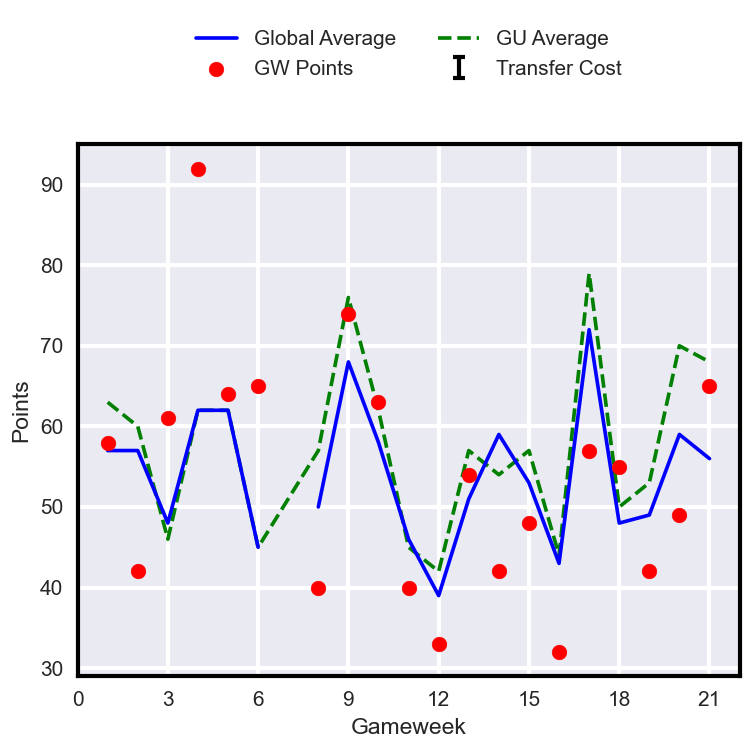 Global Average
GU Average
GW Points
Transfer Cost
90
80
70
60
50
40
30
Points
0 3 6 9 12 15 18 21
Gameweek